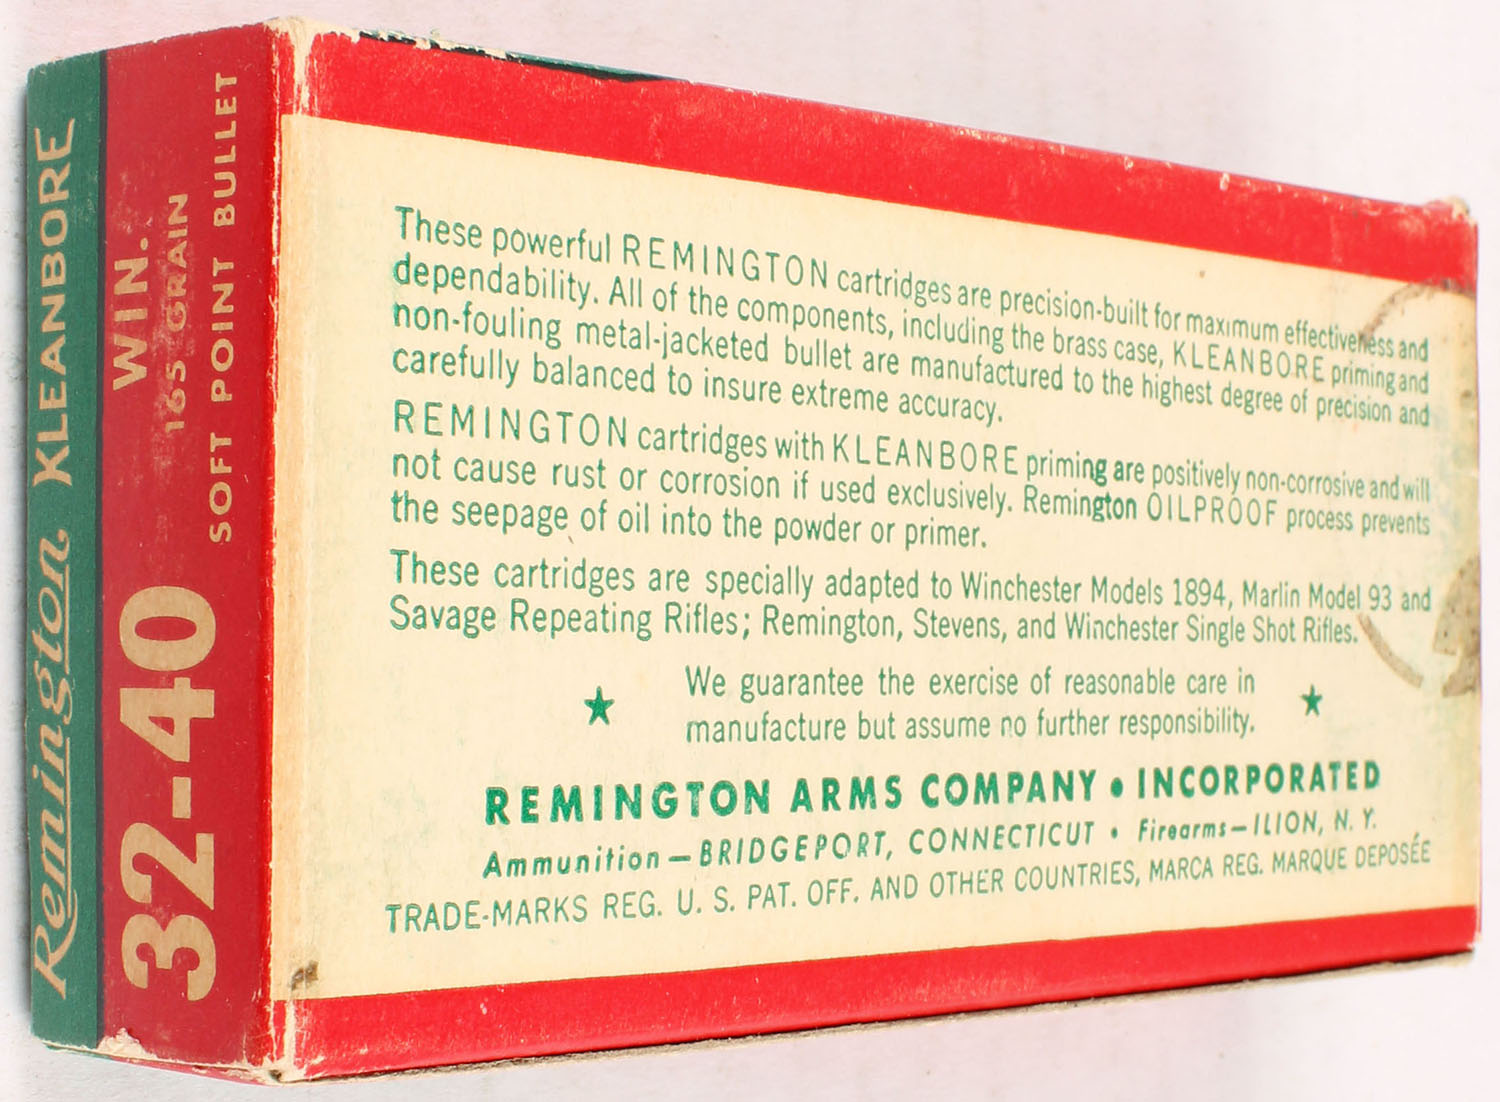 Remington KLEANBORE
32-40 WIN.
165 GRAIN
SOFT POINT BULLET
These powerful REMINGTON cartridges are precision-built for maximum effectiveness and
dependability. All of the components, including the brass case, KLEANBORE priming and
non-fouling metal-jacketed bullet are manufactured to the highest degree of precision and
carefully balanced to insure extreme accuracy.
REMINGTON cartridges with KLEANBORE priming are positively non-corrosive and will
not cause rust or corrosion if used exclusively. Remington OILPROOF process prevents
the seepage of oil into the powder or primer.
These cartridges are specially adapted to Winchester Models 1894, Marlin Model 93 and
Savage Repeating Rifles; Remington, Stevens, and Winchester Single Shot Rifles.
★ We guarantee the exercise of reasonable care in ★
manufacture but assume no further responsibility.
REMINGTON ARMS COMPANY • INCORPORATED
Ammunition—BRIDGEPORT, CONNECTICUT • Firearms—ILION, N. Y.
TRADE-MARKS REG. U. S. PAT. OFF. AND OTHER COUNTRIES, MARCA REG. MARQUE DEPOSÉE